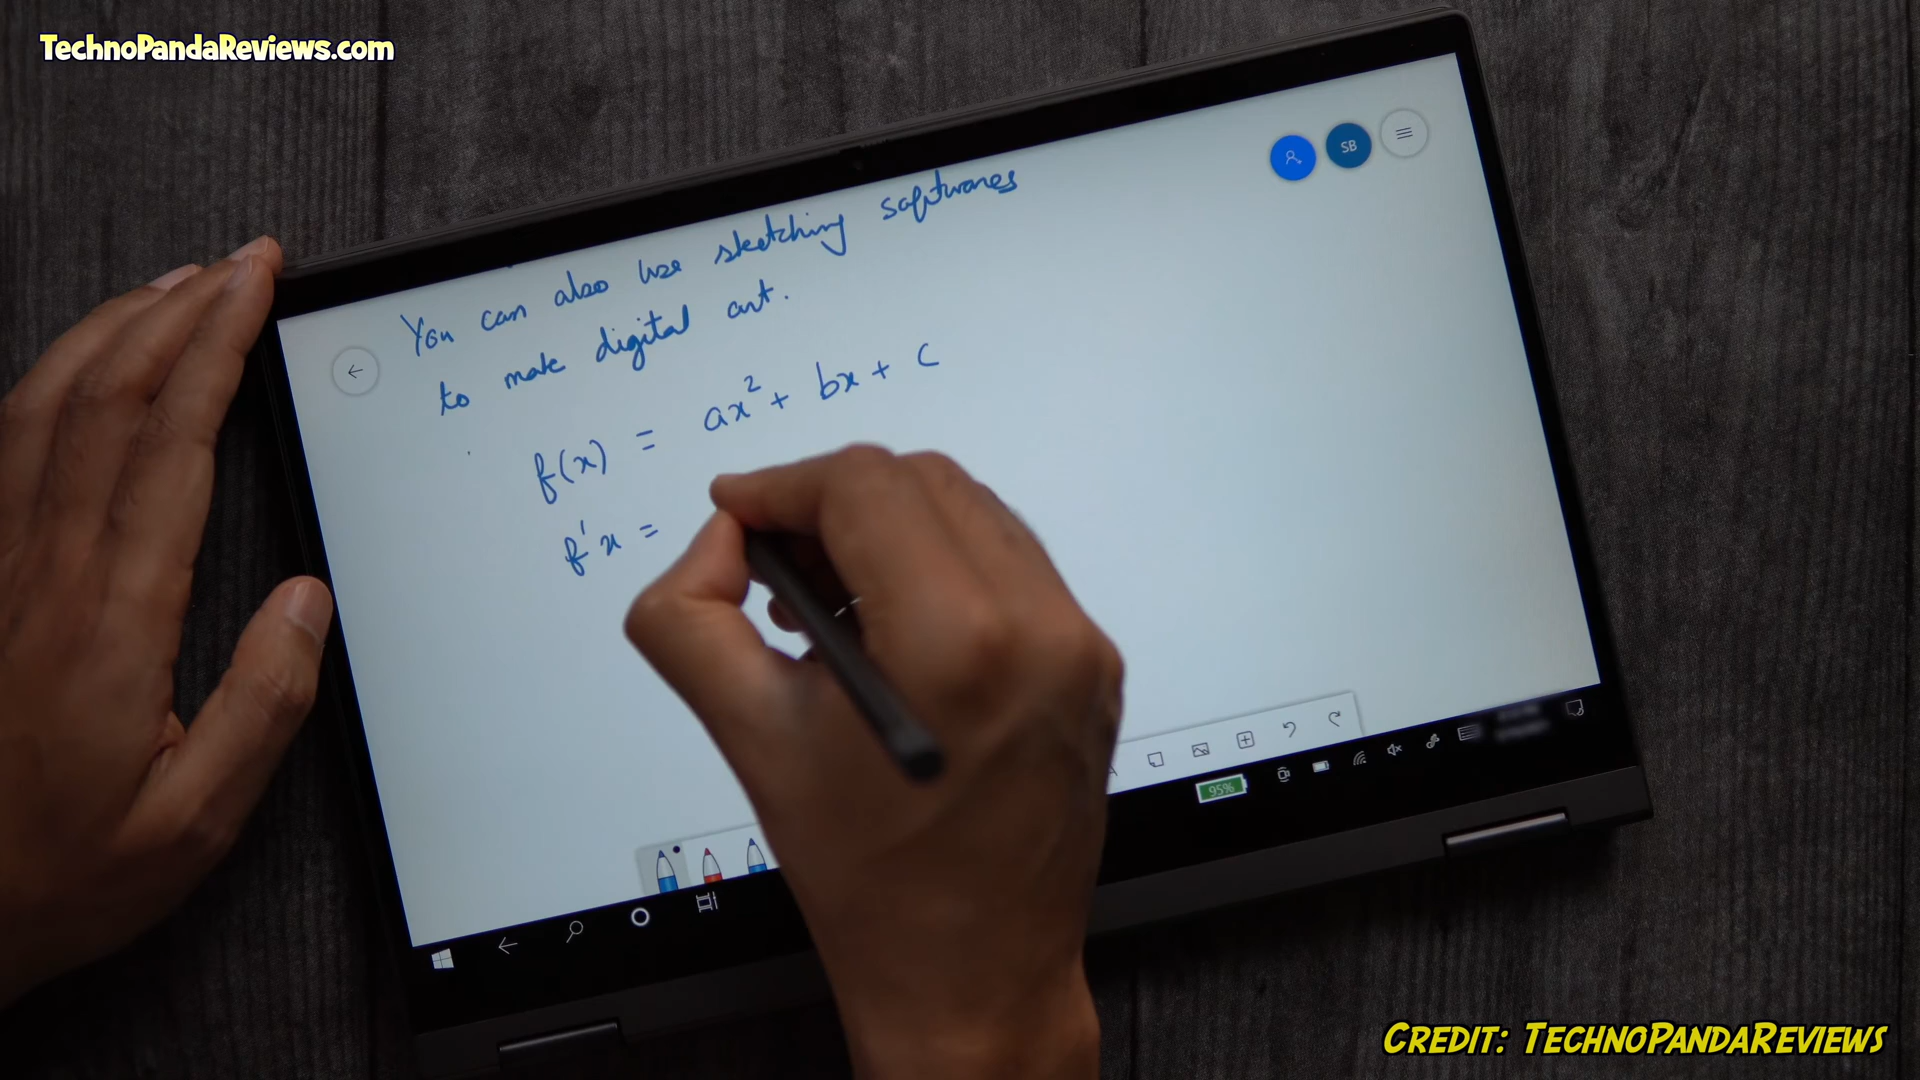 TechnoPandaReviews.com
SB
You can also use sketching softwares
to make digital art.
f(x) = ax² + bx + c
f'x =
95%
CREDIT: TECHNOPANDAREVIEWS